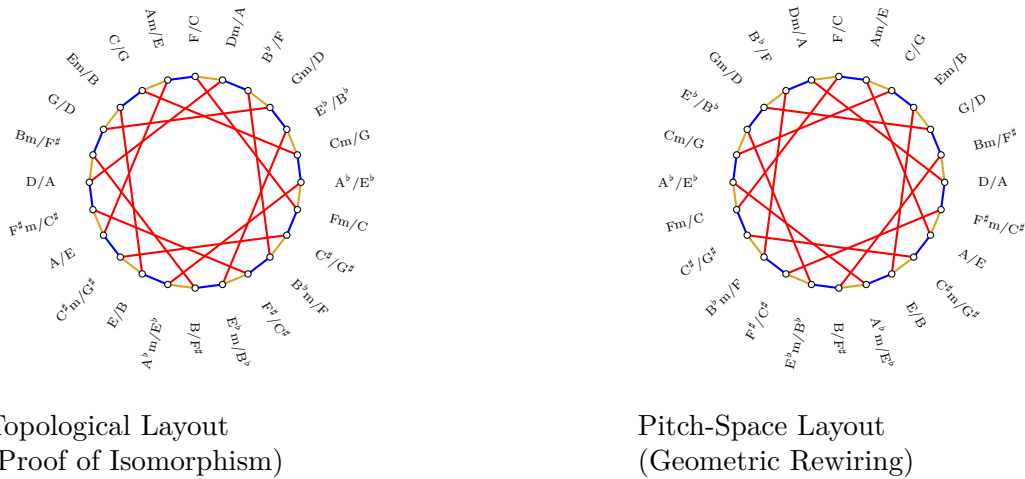 F/C
Dm/A
B♭/F
Gm/D
E♭/B♭
Cm/G
A♭/E♭
Fm/C
C♯/G♯
B♭m/F
F♯/C♯
E♭m/B♭
B/F♯
A♭m/E♭
E/B
C♯m/G♯
A/E
F♯m/C♯
D/A
Bm/F♯
G/D
Em/B
C/G
Am/E
Topological Layout
Proof of Isomorphism)
F/C
Am/E
C/G
Em/B
G/D
Bm/F♯
D/A
F♯m/C♯
A/E
C♯m/G♯
E/B
A♭m/E♭
B/F♯
E♭m/B♭
F♯/C♯
B♭m/F
C♯/G♯
Fm/C
A♭/E♭
Cm/G
E♭/B♭
Gm/D
B♭/F
Dm/A
Pitch-Space Layout
(Geometric Rewiring)